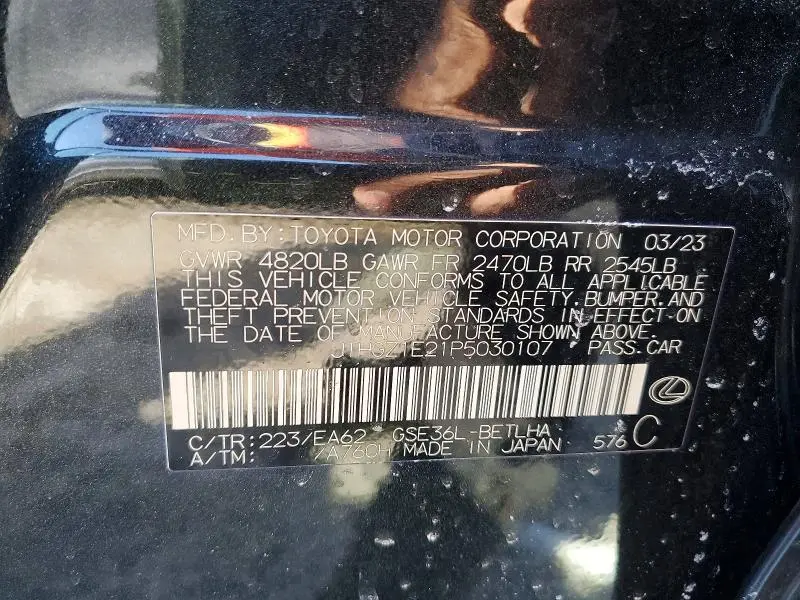 MFD.BY:TOYOTA MOTOR CORPORATION 03/23
GVWR 4820LB GAWR FR 2470LB RR 2545LB
THIS VEHICLE CONFORMS TO ALL APPLICABLE
FEDERAL MOTOR VEHICLE SAFETY,BUMPER,AND
THEFT PREVENTION STANDARDS IN EFFECT ON
THE DATE OF MANUFACTURE SHOWN ABOVE.
JTHGZ1E21P5030107 PASS.CAR
C/TR:223/EA62 GSE36L-BETLHA
A/TM: /A76CH MADE IN JAPAN 576 C